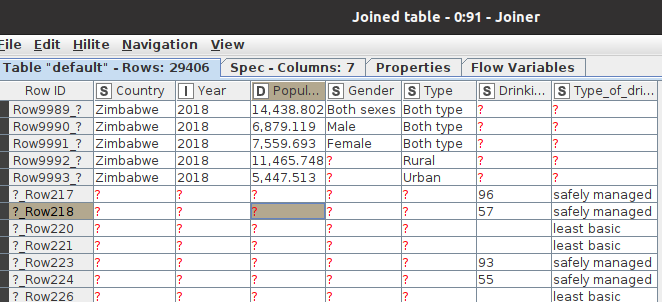 Joined table - 0:91 - Joiner
File Edit Hilite Navigation View
Table "default" - Rows: 29406 Spec - Columns: 7 Properties Flow Variables
Row ID S Country I Year D Popul... S Gender S Type S Drinki... S Type_of_dri...
Row9989_? Zimbabwe 2018 14,438.802 Both sexes Both type ? ?
Row9990_? Zimbabwe 2018 6,879.119 Male Both type ? ?
Row9991_? Zimbabwe 2018 7,559.693 Female Both type ? ?
Row9992_? Zimbabwe 2018 11,465.748 ? Rural ? ?
Row9993_? Zimbabwe 2018 5,447.513 ? Urban ? ?
?_Row217 ? ? ? ? ? 96 safely managed
?_Row218 ? ? ? ? ? 57 safely managed
?_Row220 ? ? ? ? ? least basic
?_Row221 ? ? ? ? ? least basic
?_Row223 ? ? ? ? ? 93 safely managed
?_Row224 ? ? ? ? ? 55 safely managed
?_Row226 ? ? ? ? ? least basic